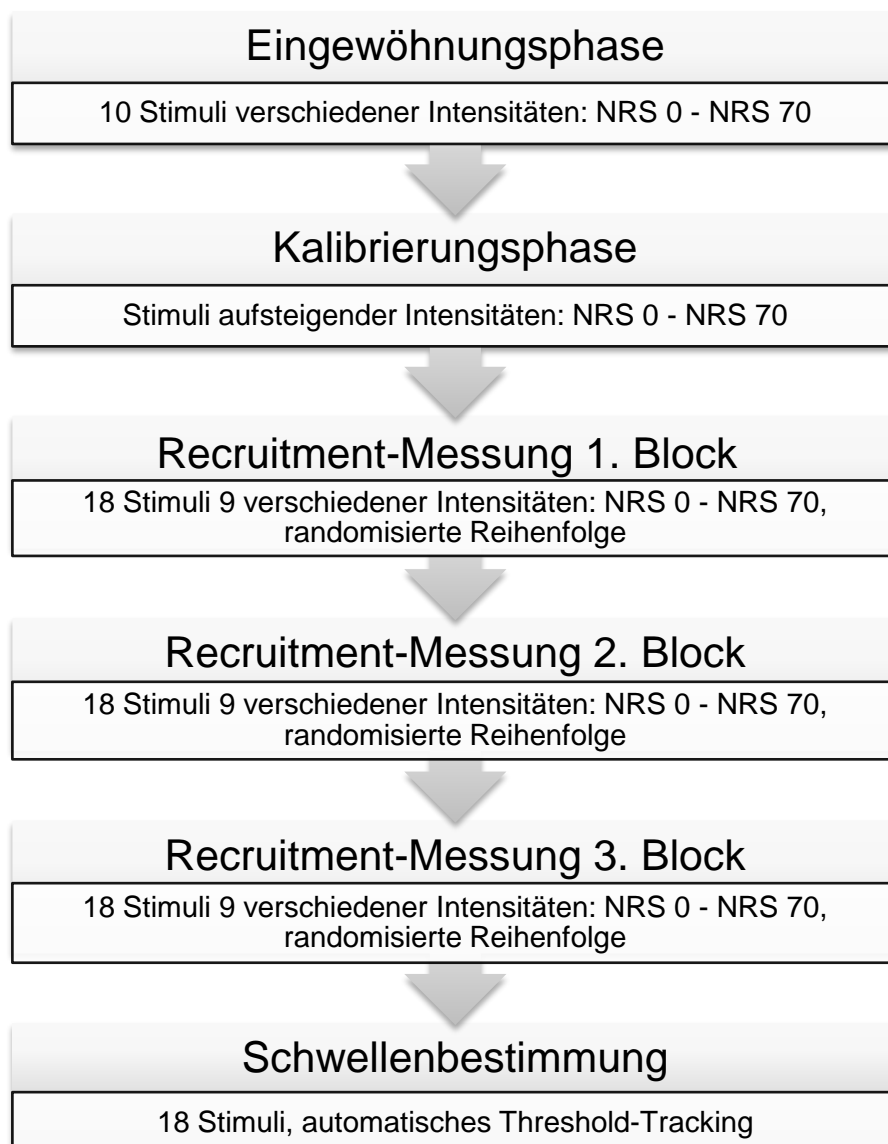 Eingewöhnungsphase
10 Stimuli verschiedener Intensitäten: NRS 0 - NRS 70
Kalibrierungsphase
Stimuli aufsteigender Intensitäten: NRS 0 - NRS 70
Recruitment-Messung 1. Block
18 Stimuli 9 verschiedener Intensitäten: NRS 0 - NRS 70,
randomisierte Reihenfolge
Recruitment-Messung 2. Block
18 Stimuli 9 verschiedener Intensitäten: NRS 0 - NRS 70,
randomisierte Reihenfolge
Recruitment-Messung 3. Block
18 Stimuli 9 verschiedener Intensitäten: NRS 0 - NRS 70,
randomisierte Reihenfolge
Schwellenbestimmung
18 Stimuli, automatisches Threshold-Tracking